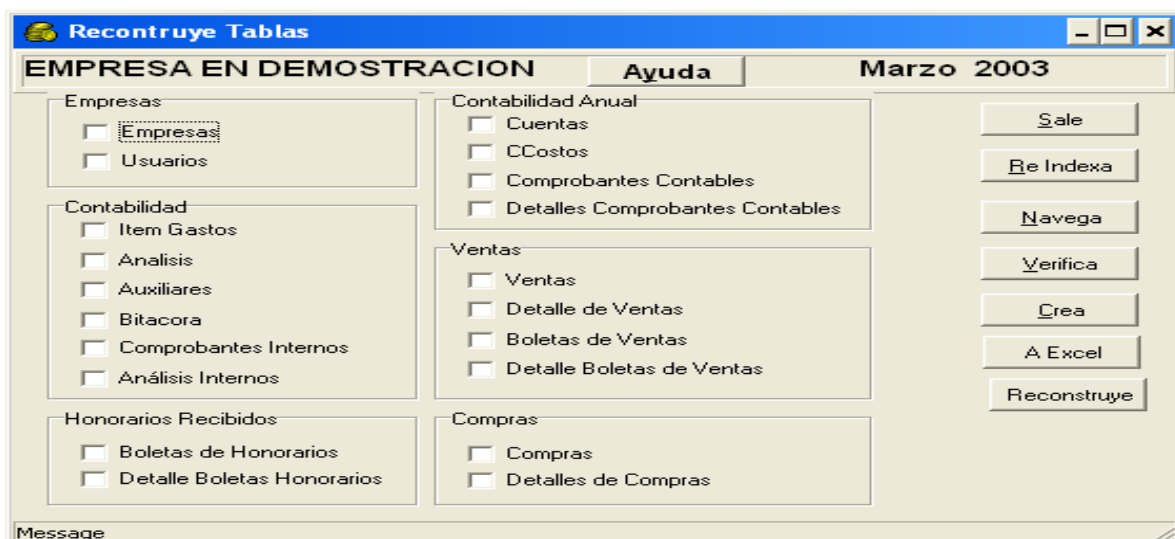 Recontruye Tablas
EMPRESA EN DEMOSTRACION Ayuda Marzo 2003
Empresas
Empresas
Usuarios
Contabilidad
Item Gastos
Analisis
Auxiliares
Bitacora
Comprobantes Internos
Análisis Internos
Honorarios Recibidos
Boletas de Honorarios
Detalle Boletas Honorarios
Contabilidad Anual
Cuentas
CCostos
Comprobantes Contables
Detalles Comprobantes Contables
Ventas
Ventas
Detalle de Ventas
Boletas de Ventas
Detalle Boletas de Ventas
Compras
Compras
Detalles de Compras
Sale
Re Indexa
Navega
Verifica
Crea
A Excel
Reconstruye
Message